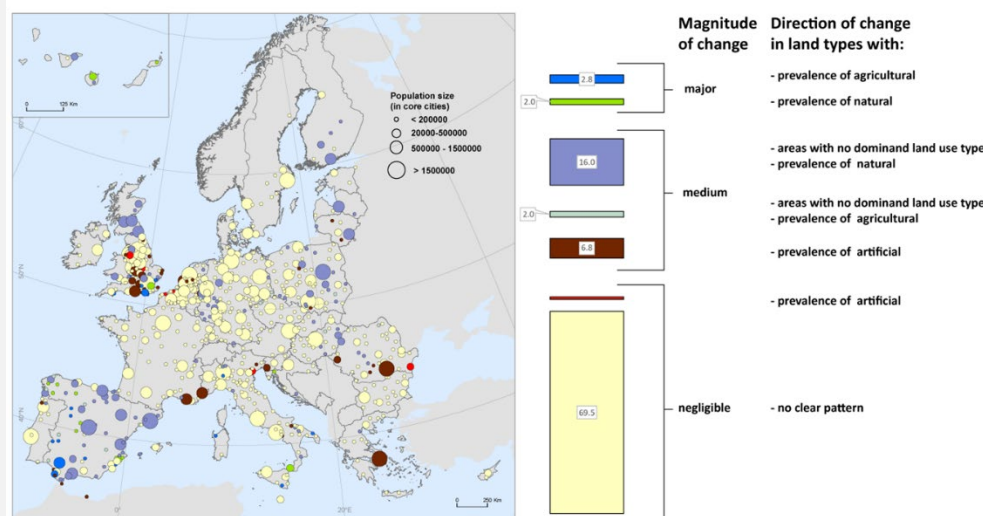 125 Km
60°N
50°N
40°N
0°
20°E
250 Km
Population size
(in core cities)
< 200000
20000-500000
500000 - 1500000
> 1500000
Magnitude
of change
Direction of change
in land types with:
2.8
2.0
major
- prevalence of agricultural
- prevalence of natural
16.0
2.0
6.8
medium
- areas with no dominand land use type
- prevalence of natural
- areas with no dominand land use type
- prevalence of agricultural
- prevalence of artificial
69.5
negligible
- prevalence of artificial
- no clear pattern